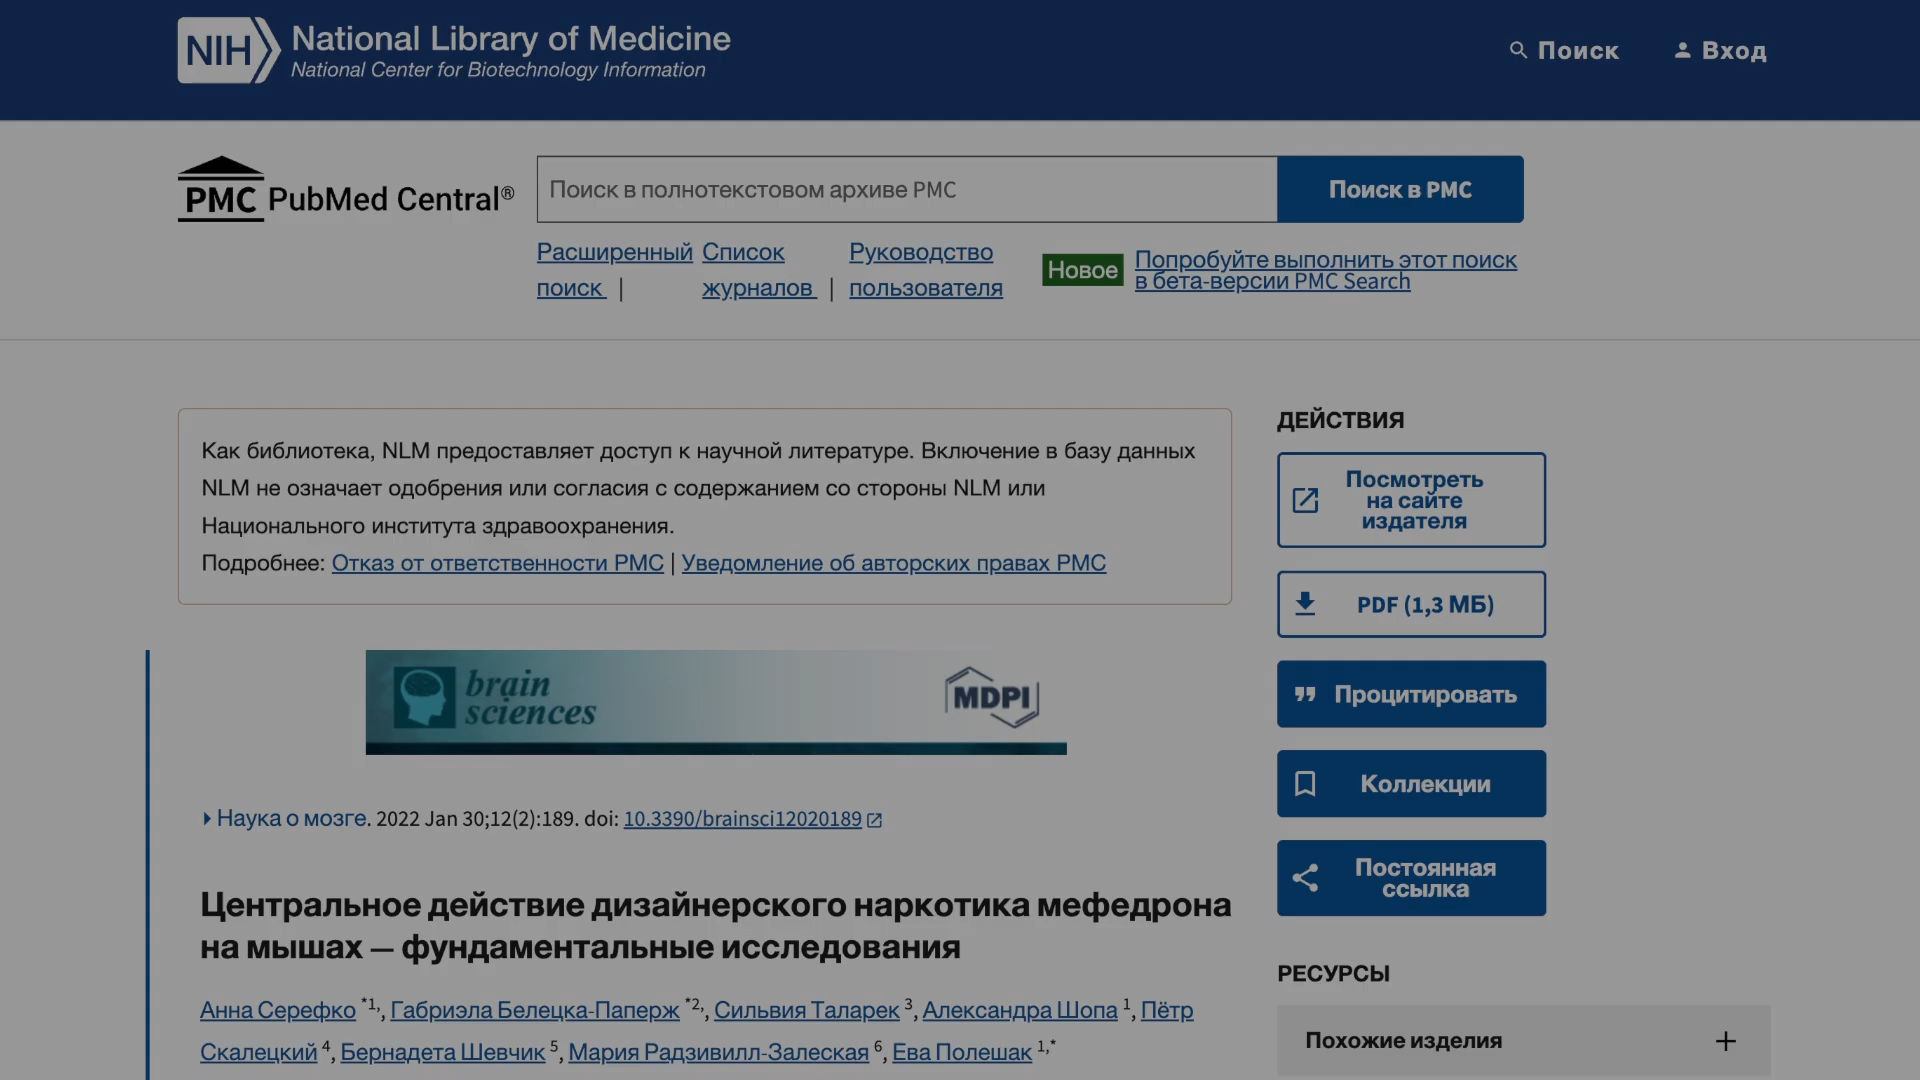 NIH National Library of Medicine
National Center for Biotechnology Information
Поиск
Вход
PMC PubMed Central®
Поиск в полнотекстовом архиве PMC
Поиск в PMC
Расширенный поиск |
Список журналов |
Руководство пользователя
Новое
Попробуйте выполнить этот поиск
в бета-версии PMC Search
Как библиотека, NLM предоставляет доступ к научной литературе. Включение в базу данных
NLM не означает одобрения или согласия с содержанием со стороны NLM или
Национального института здравоохранения.
Подробнее: Отказ от ответственности PMC | Уведомление об авторских правах PMC
brain
sciences
MDPI
Наука о мозге. 2022 Jan 30;12(2):189. doi: 10.3390/brainsci12020189
Центральное действие дизайнерского наркотика мефедрона
на мышах — фундаментальные исследования
Анна Серефко *1,, Габриэла Белецка-Паперж *2,, Сильвия Таларек 3, Александра Шопа 1, Пётр
Скалецкий 4, Бернадета Шевчик 5, Мария Радзивилл-Залеская 6, Ева Полешак 1,*
ДЕЙСТВИЯ
Посмотреть
на сайте
издателя
PDF (1,3 МБ)
Процитировать
Коллекции
Постоянная
ссылка
РЕСУРСЫ
Похожие изделия +